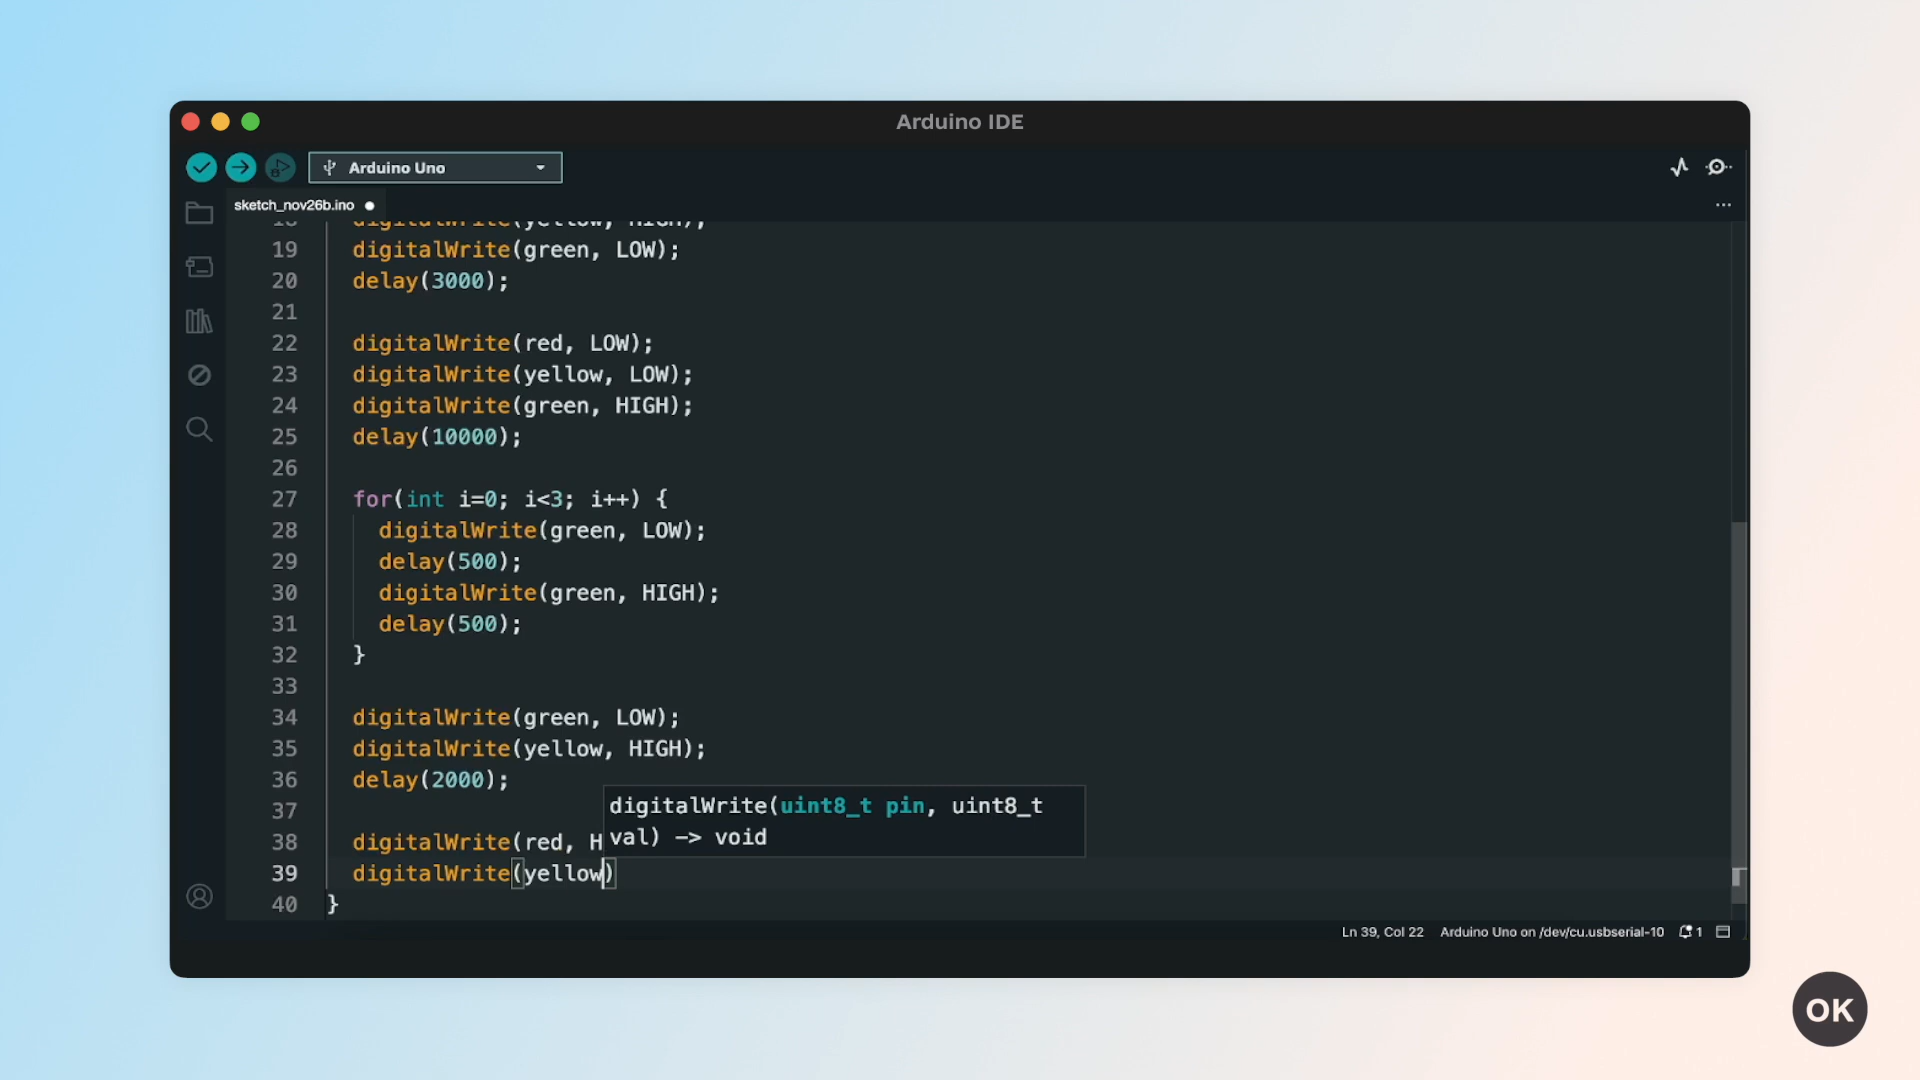 Arduino IDE
Arduino Uno
sketch_nov26b.ino
18 digitalWrite(yellow, HIGH);
19 digitalWrite(green, LOW);
20 delay(3000);
21
22 digitalWrite(red, LOW);
23 digitalWrite(yellow, LOW);
24 digitalWrite(green, HIGH);
25 delay(10000);
26
27 for(int i=0; i<3; i++) {
28 digitalWrite(green, LOW);
29 delay(500);
30 digitalWrite(green, HIGH);
31 delay(500);
32 }
33
34 digitalWrite(green, LOW);
35 digitalWrite(yellow, HIGH);
36 delay(2000);
37
digitalWrite(uint8_t pin, uint8_t
val) -> void
38 digitalWrite(red, H
39 digitalWrite(yellow)
40 }
Ln 39, Col 22 Arduino Uno on /dev/cu.usbserial-10 1
OK